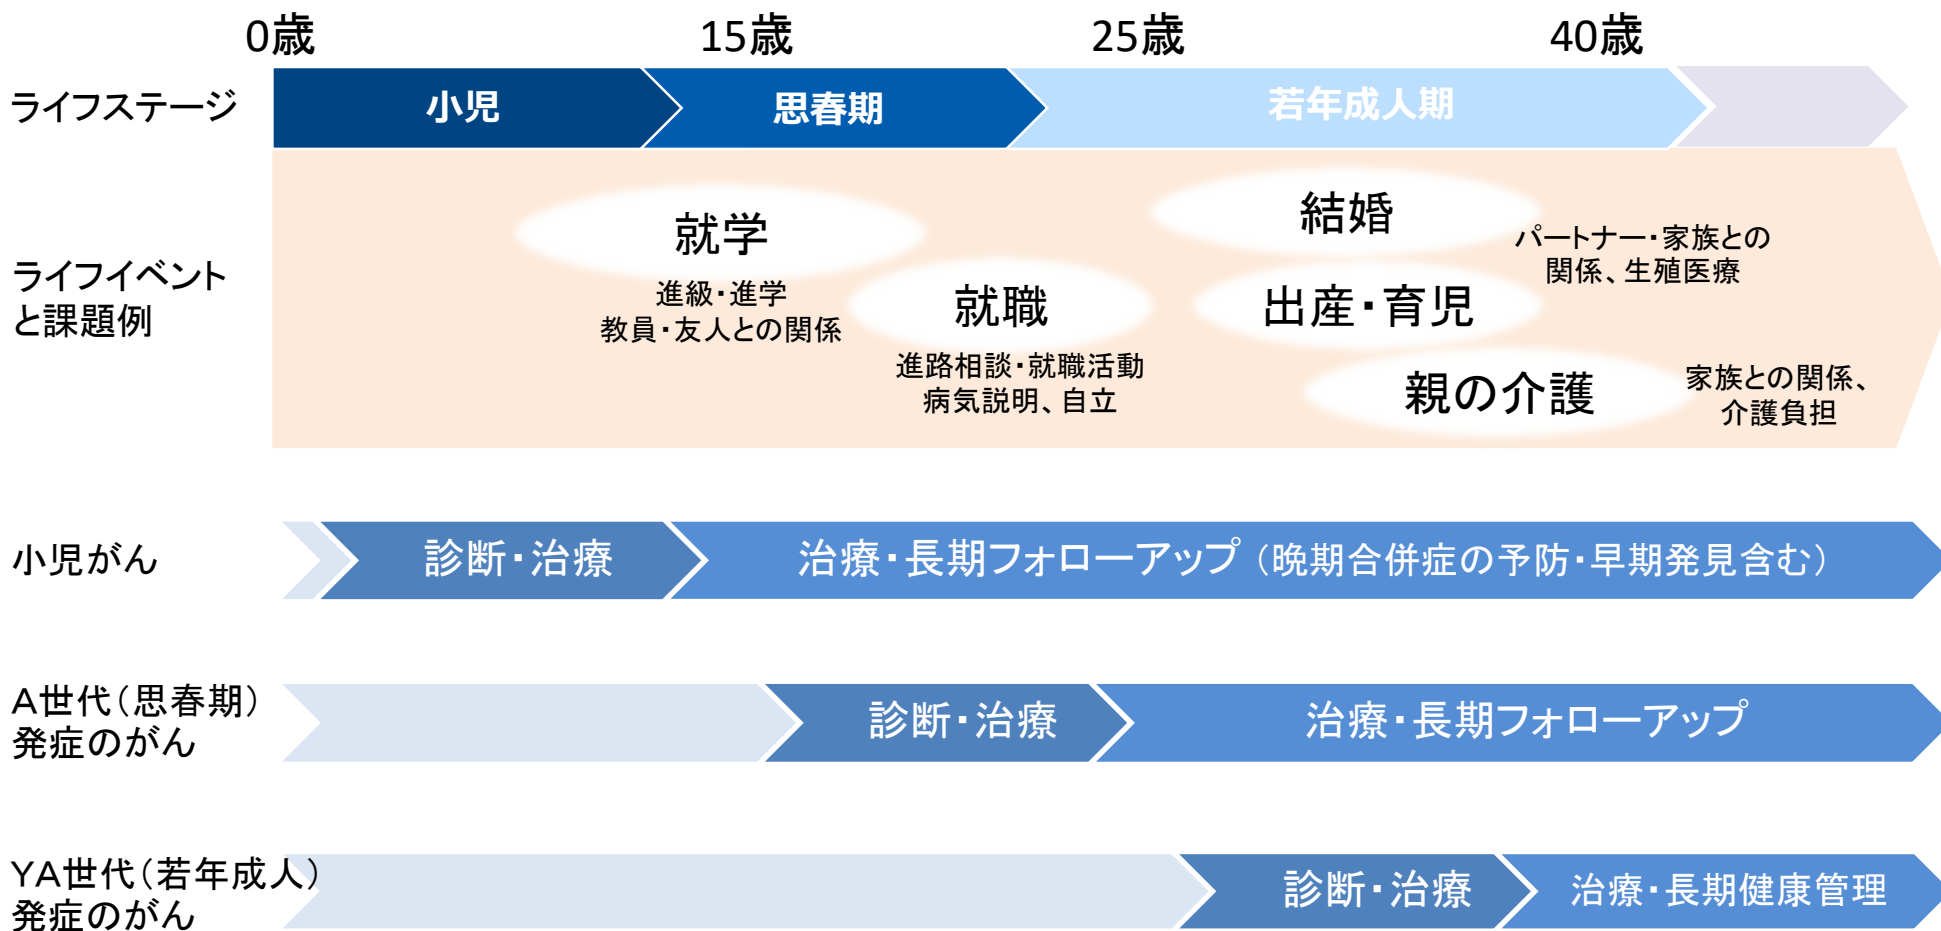 0歳
15歳
25歳
40歳
ライフステージ
小児
思春期
若年成人期
ライフイベント
と課題例
就学
進級・進学
教員・友人との関係
就職
進路相談・就職活動
病気説明、自立
結婚
パートナー・家族との
関係、生殖医療
出産・育児
親の介護
家族との関係、
介護負担
小児がん
診断・治療
治療・長期フォローアップ（晩期合併症の予防・早期発見含む）
A世代（思春期）
発症のがん
診断・治療
治療・長期フォローアップ
YA世代（若年成人）
発症のがん
診断・治療
治療・長期健康管理